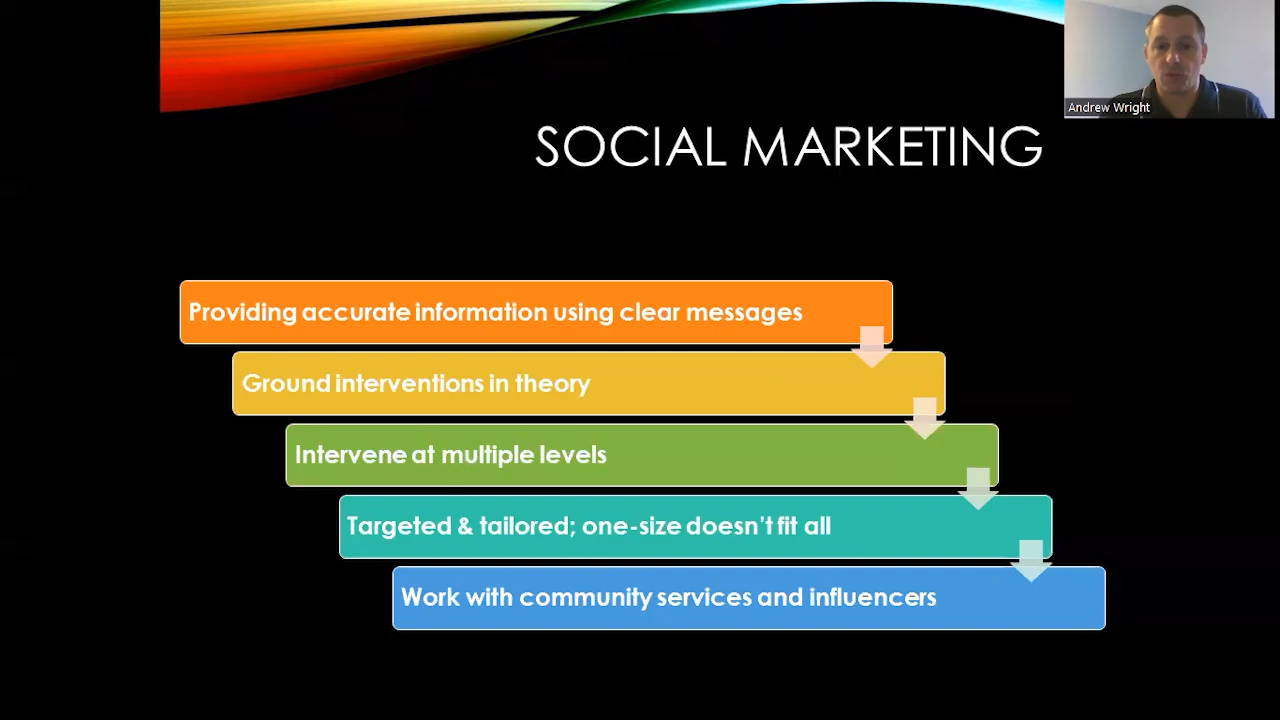 Andrew Wright
SOCIAL MARKETING
Providing accurate information using clear messages
Ground interventions in theory
Intervene at multiple levels
Targeted & tailored; one-size doesn't fit all
Work with community services and influencers